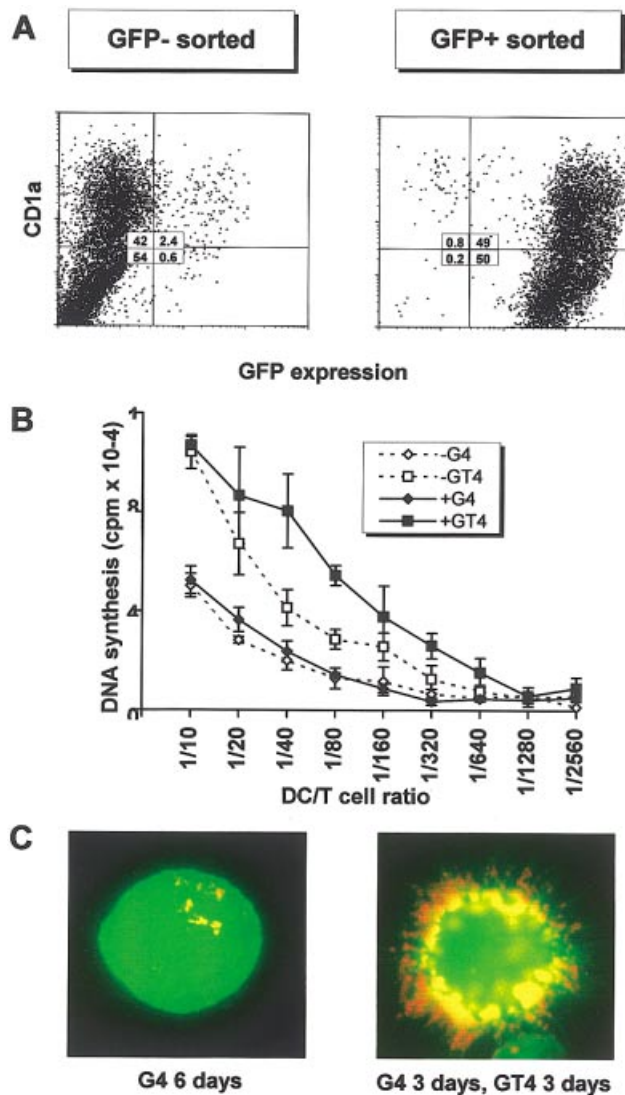 A
GFP- sorted
GFP+ sorted
CD1a
42 2.4
54 0.6
0.8 49
0.2 50
GFP expression
B
DNA synthesis (cpm x 10-4)
8
4
0
-G4
-GT4
+G4
+GT4
1/10
1/20
1/40
1/80
1/160
1/320
1/640
1/1280
1/2560
DC/T cell ratio
C
G4 6 days
G4 3 days, GT4 3 days